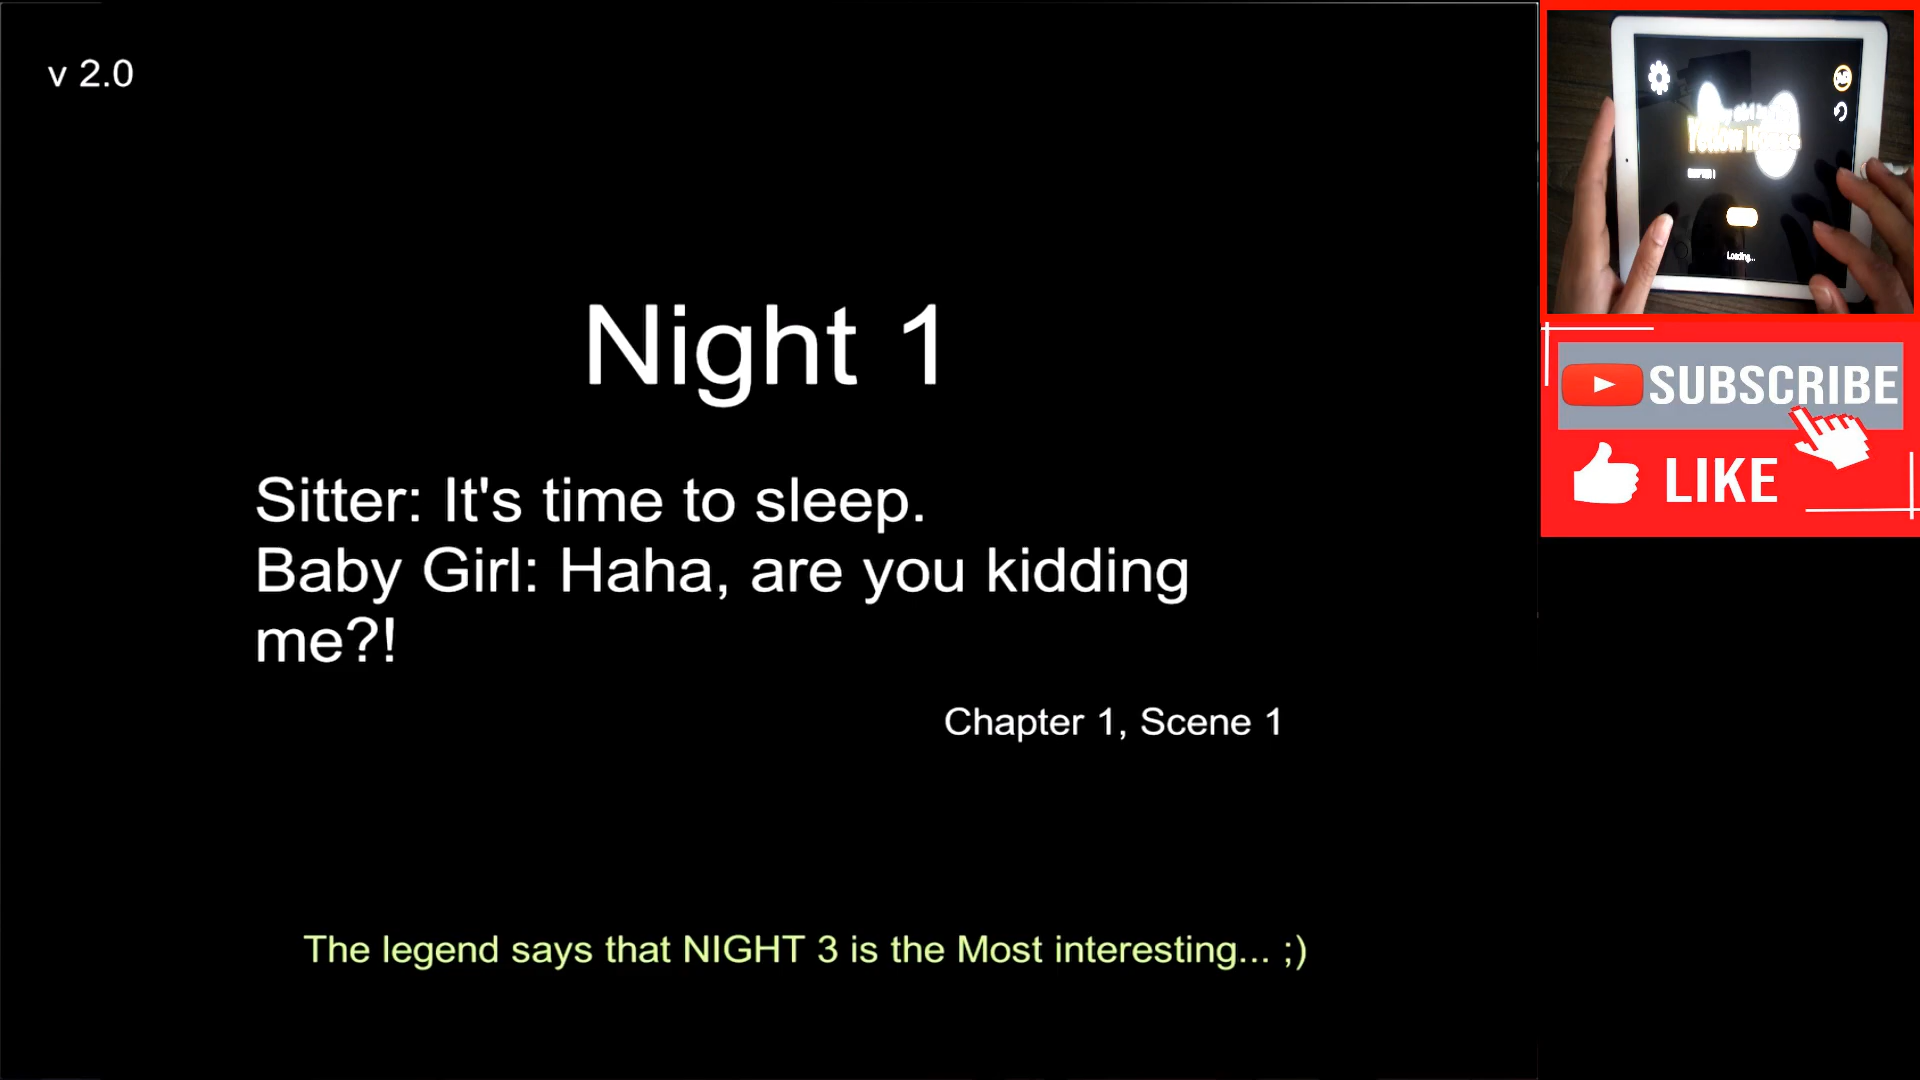 v 2.0
Night 1
Sitter: It's time to sleep.
Baby Girl: Haha, are you kidding
me?!
Chapter 1, Scene 1
The legend says that NIGHT 3 is the Most interesting... ;)
Loading...
SUBSCRIBE
LIKE